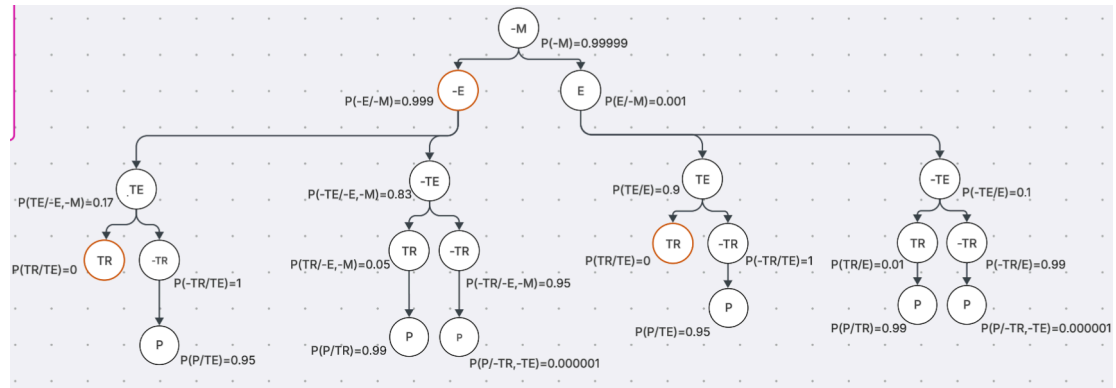 -M
P(-M)=0.99999
-E
E
P(-E/-M)=0.999
P(E/-M)=0.001
TE
-TE
TE
-TE
P(TE/-E,-M)=0.17
P(-TE/-E,-M)=0.83
P(TE/E)=0.9
P(-TE/E)=0.1
TR
-TR
TR
-TR
TR
-TR
TR
-TR
P(TR/TE)=0
P(-TR/TE)=1
P(TR/-E,-M)=0.05
P(-TR/-E,-M)=0.95
P(TR/TE)=0
P(-TR/TE)=1
P(TR/E)=0.01
P(-TR/E)=0.99
P
P
P
P
P
P
P(P/TE)=0.95
P(P/TR)=0.99
P(P/-TR,-TE)=0.000001
P(P/TE)=0.95
P(P/TR)=0.99
P(P/-TR,-TE)=0.000001